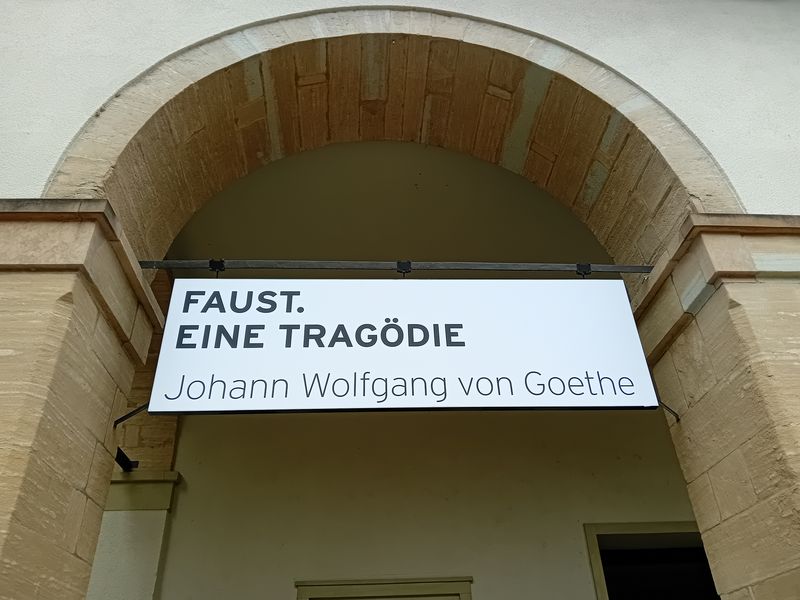 FAUST.
EINE TRAGÖDIE
Johann Wolfgang von Goethe